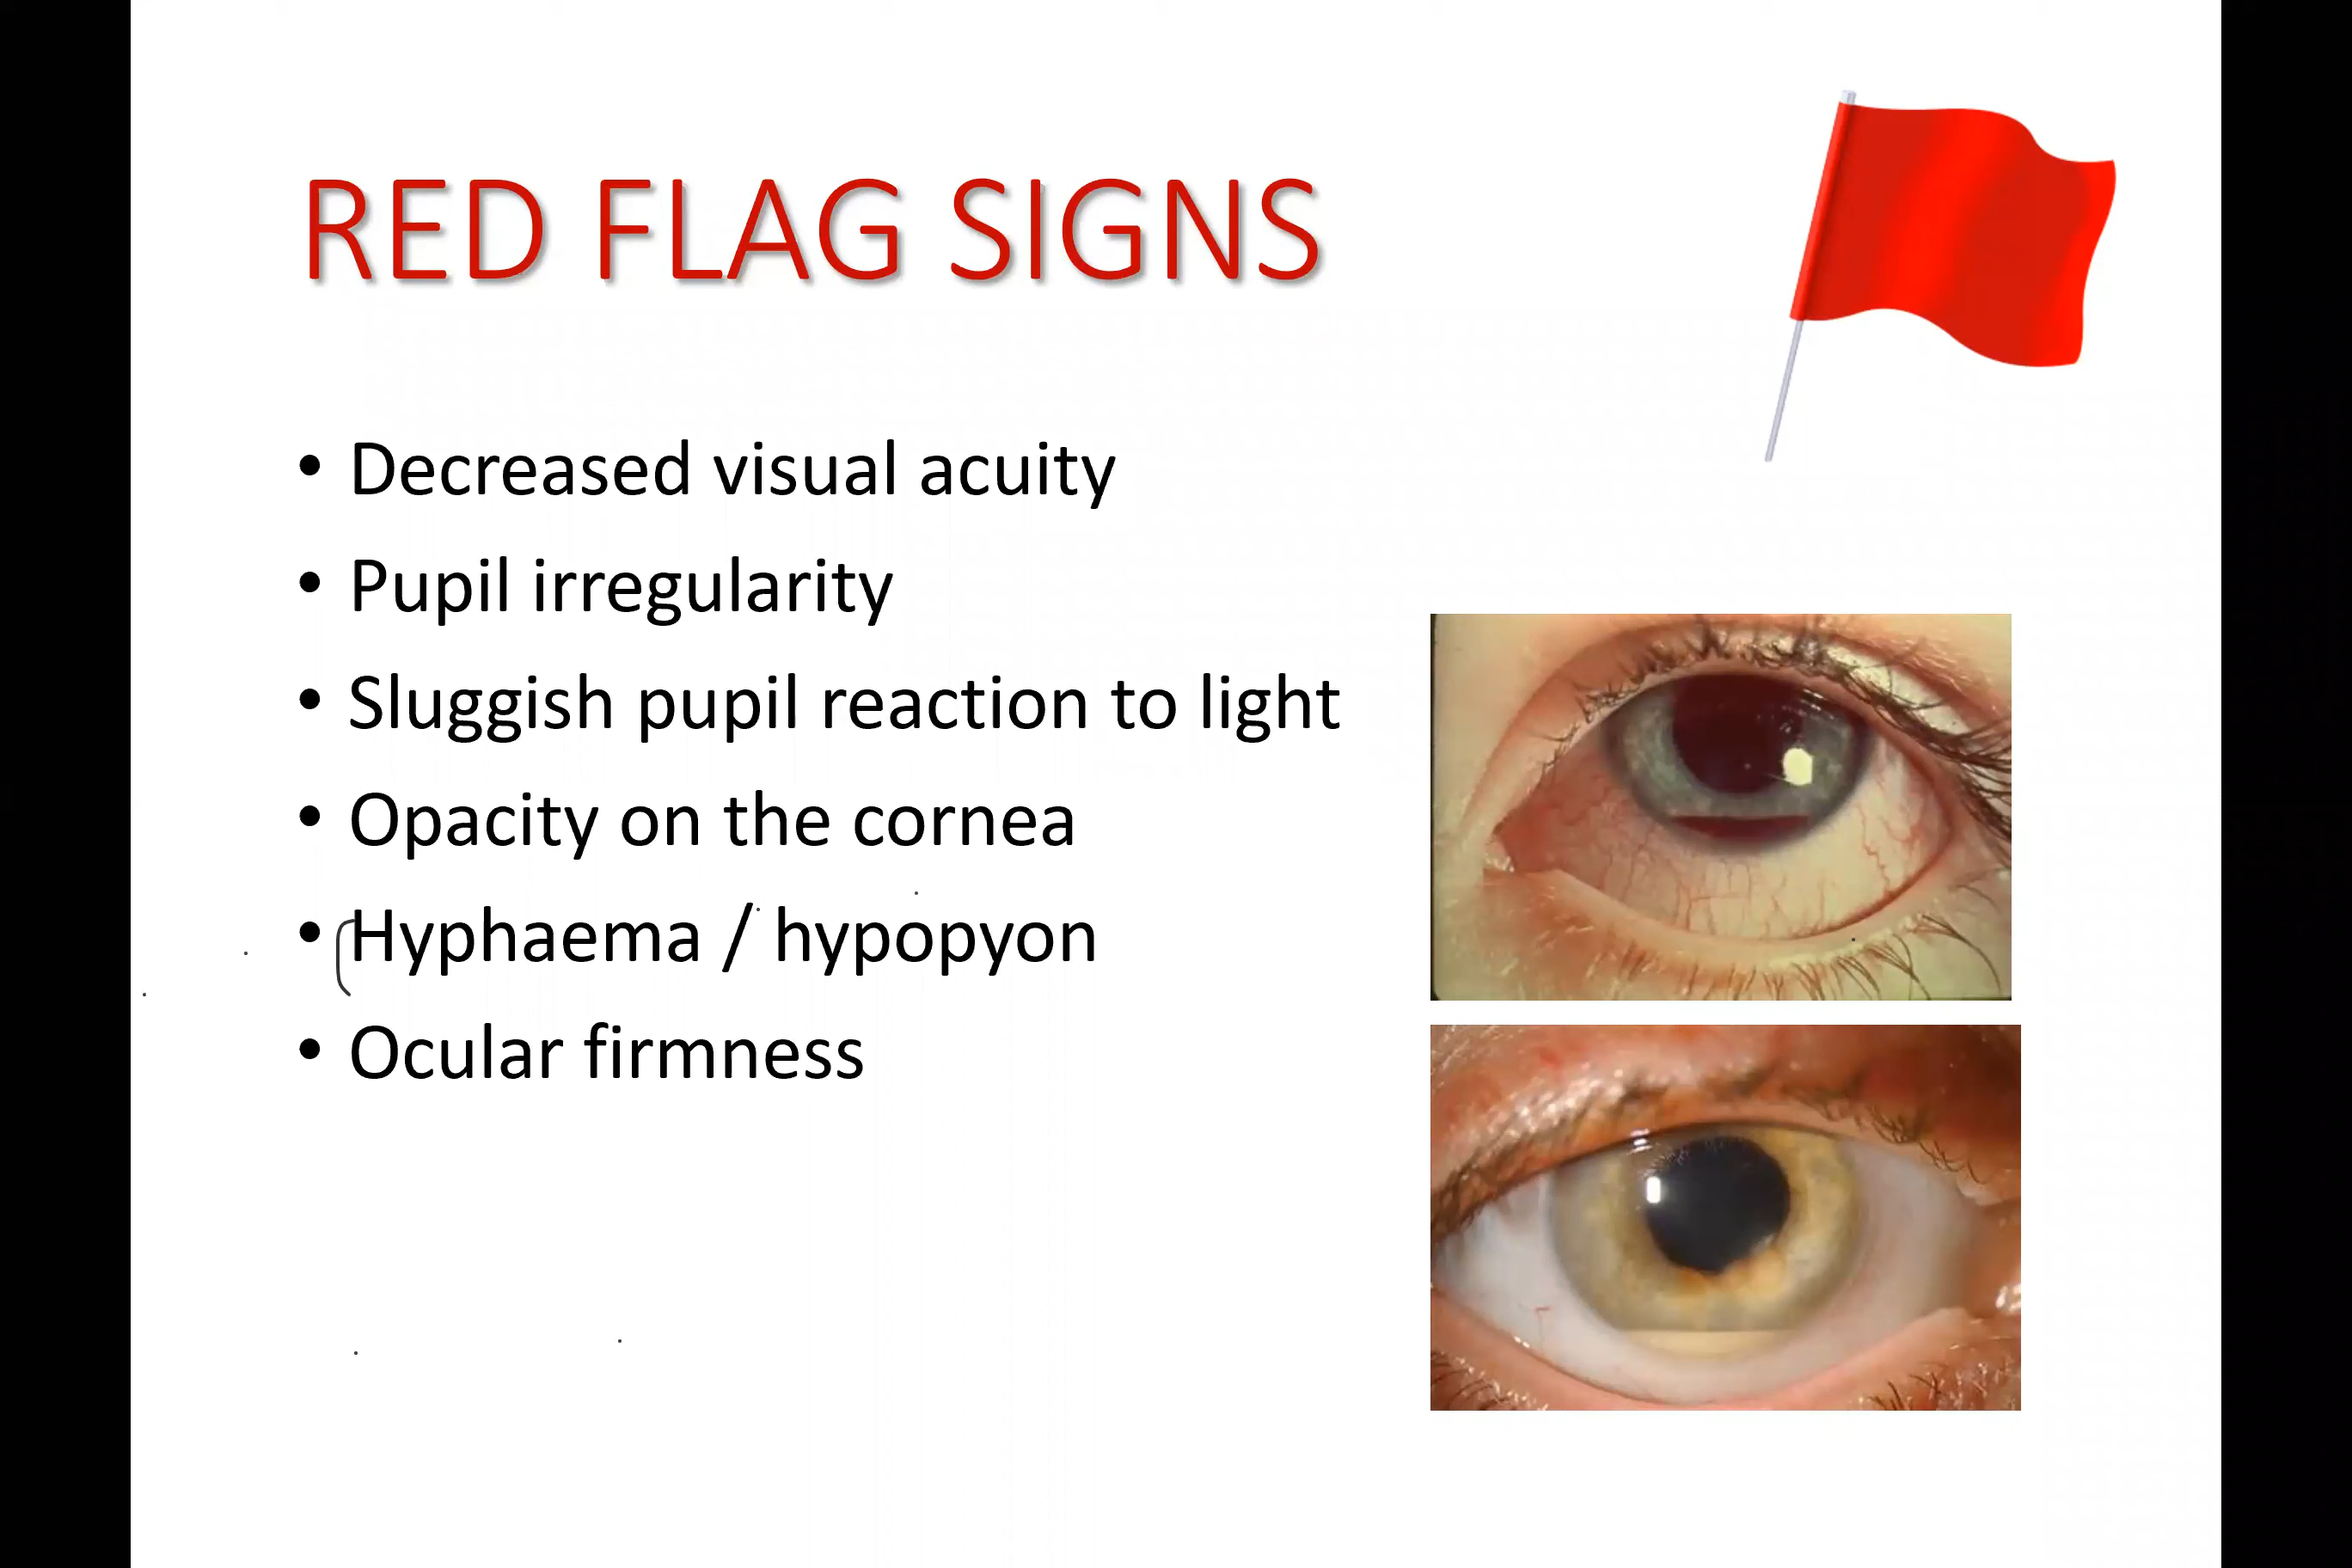 RED FLAG SIGNS
• Decreased visual acuity
• Pupil irregularity
• Sluggish pupil reaction to light
• Opacity on the cornea
• Hyphaema / hypopyon
• Ocular firmness